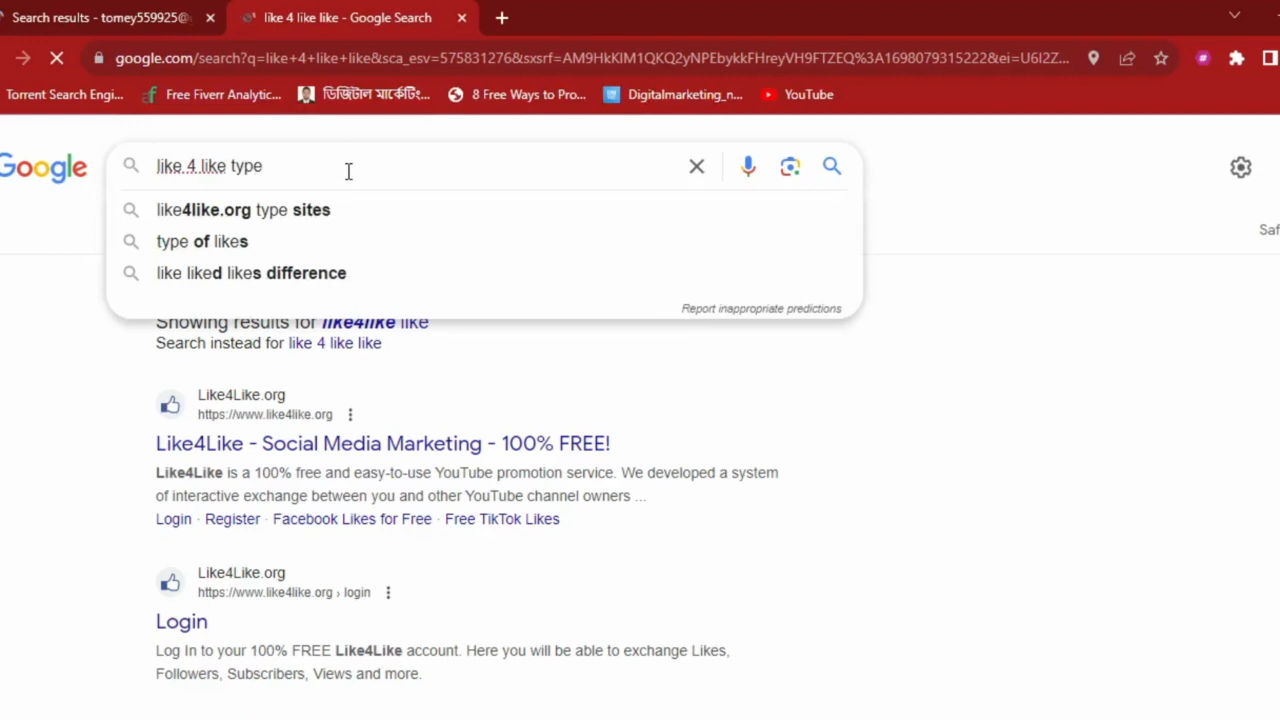 Search results - tomey559925@
like 4 like like - Google Search
google.com/search?q=like+4+like+like&sca_esv=575831276&sxsrf=AM9HkKlM1QKQ2yNPEbykkFHreyVH9FTZEQ%3A1698079315222&ei=U6I2Z...
Torrent Search Engi...
Free Fiverr Analytic...
ডিজিটাল মার্কেটিং...
8 Free Ways to Pro...
Digitalmarketing_n...
YouTube
Google
like 4 like type
like4like.org type sites
type of likes
like liked likes difference
Report inappropriate predictions
Saf
Showing results for like4like like
Search instead for like 4 like like
Like4Like.org
https://www.like4like.org
Like4Like - Social Media Marketing - 100% FREE!
Like4Like is a 100% free and easy-to-use YouTube promotion service. We developed a system
of interactive exchange between you and other YouTube channel owners ...
Login · Register · Facebook Likes for Free · Free TikTok Likes
Like4Like.org
https://www.like4like.org › login
Login
Log In to your 100% FREE Like4Like account. Here you will be able to exchange Likes,
Followers, Subscribers, Views and more.